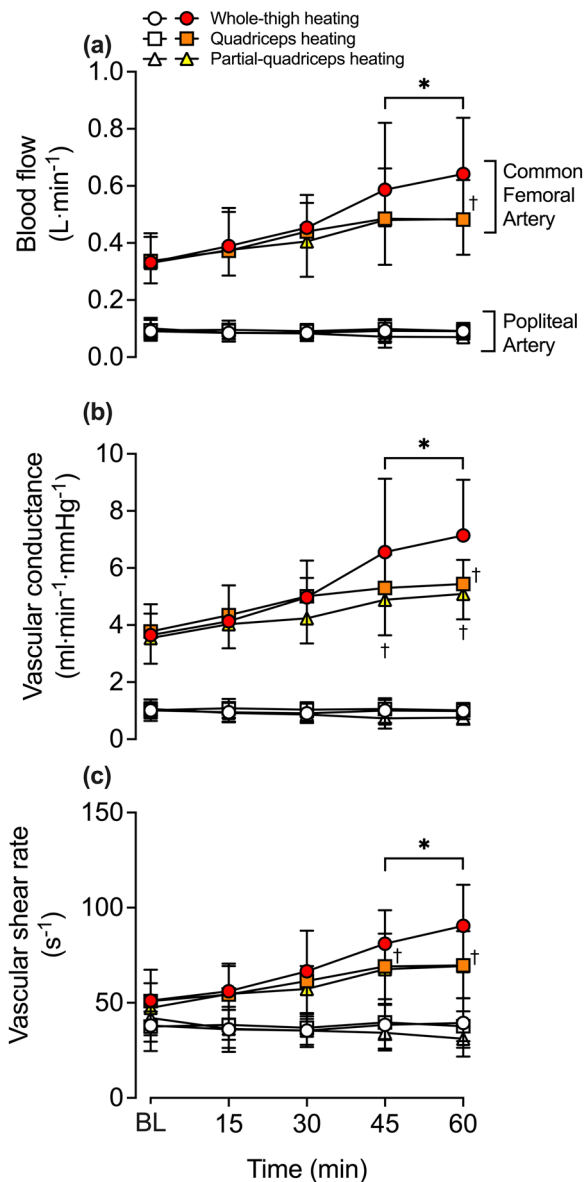 Whole-thigh heating
Quadriceps heating
Partial-quadriceps heating
(a)
1.0
0.8
0.6
0.4
0.2
0.0
Blood flow
(L·min⁻¹)
*
†
Common
Femoral
Artery
Popliteal
Artery
(b)
10
8
6
4
2
0
Vascular conductance
(ml·min⁻¹·mmHg⁻¹)
*
†
†
†
(c)
150
100
50
0
Vascular shear rate
(s⁻¹)
*
†
†
BL 15 30 45 60
Time (min)